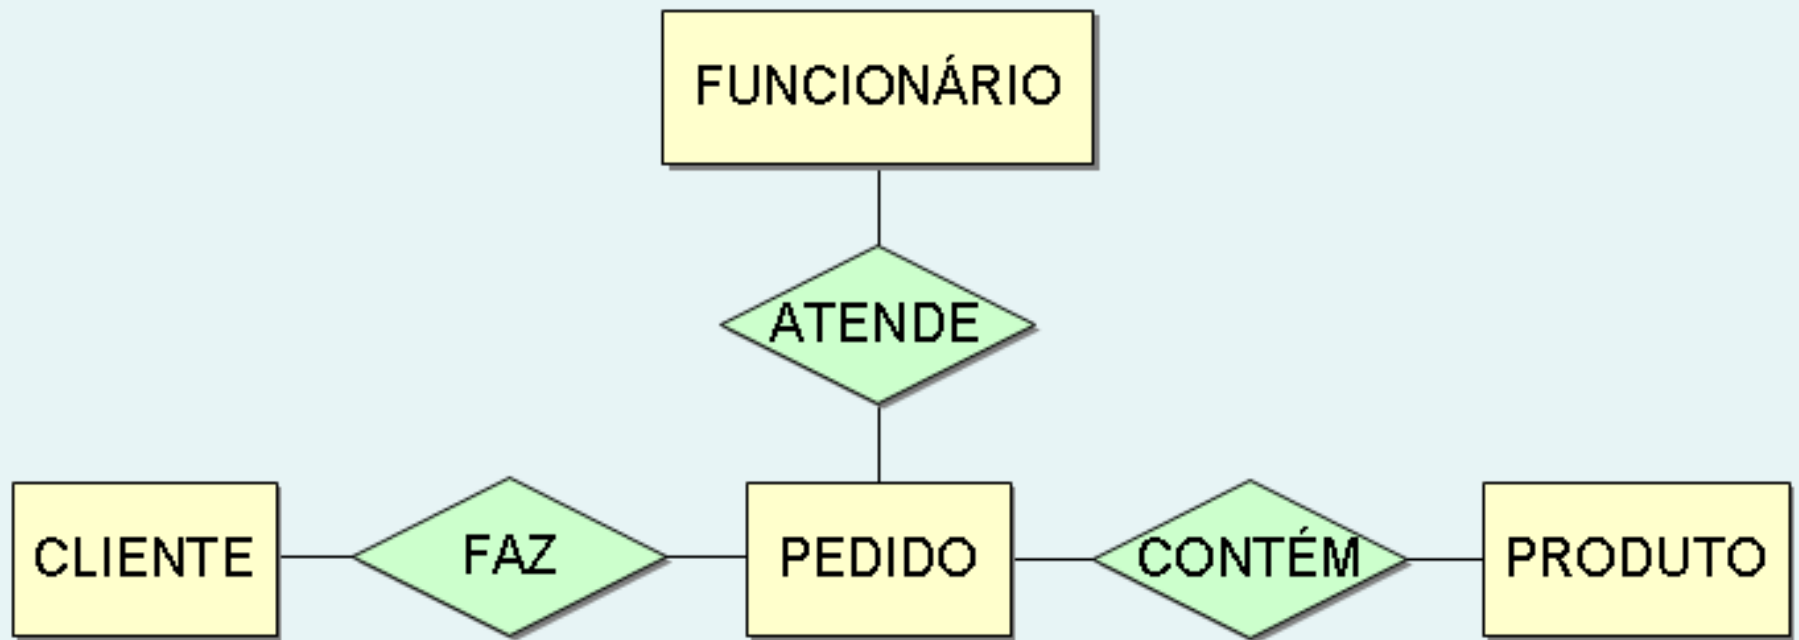 FUNCIONÁRIO
ATENDE
CLIENTE
FAZ
PEDIDO
CONTÉM
PRODUTO